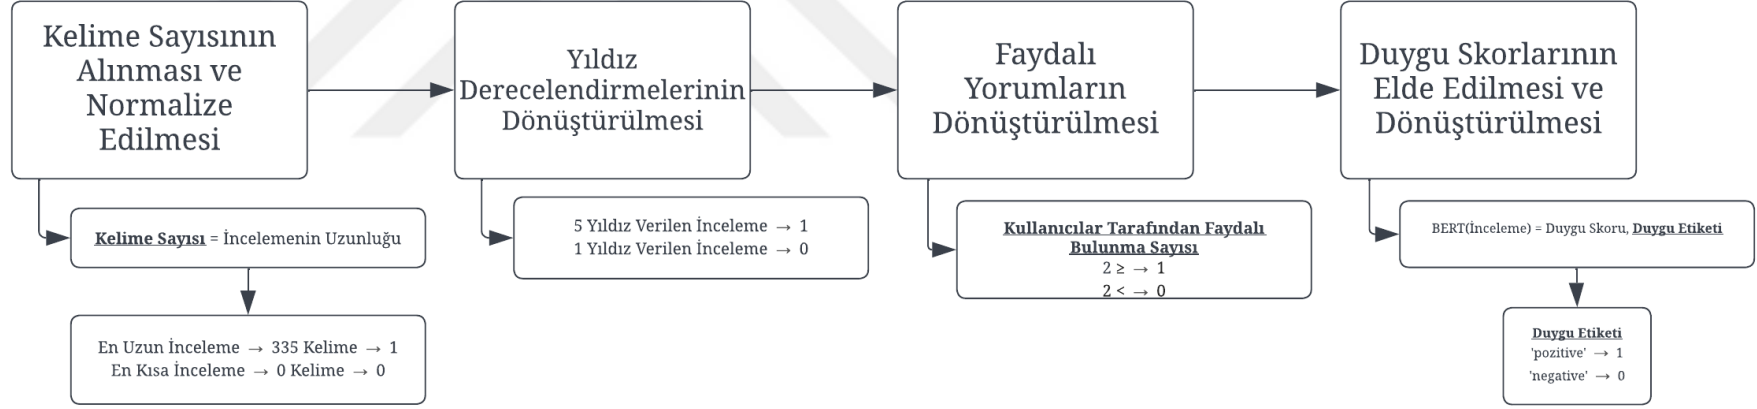 Kelime Sayısının
Alınması ve
Normalize
Edilmesi
Yıldız
Derecelendirmelerinin
Dönüştürülmesi
Faydalı
Yorumların
Dönüştürülmesi
Duygu Skorlarının
Elde Edilmesi ve
Dönüştürülmesi
Kelime Sayısı = İncelemenin Uzunluğu
En Uzun İnceleme → 335 Kelime → 1
En Kısa İnceleme → 0 Kelime → 0
5 Yıldız Verilen İnceleme → 1
1 Yıldız Verilen İnceleme → 0
Kullanıcılar Tarafından Faydalı
Bulunma Sayısı
2 ≥ → 1
2 < → 0
BERT(İnceleme) = Duygu Skoru, Duygu Etiketi
Duygu Etiketi
'pozitive' → 1
'negative' → 0